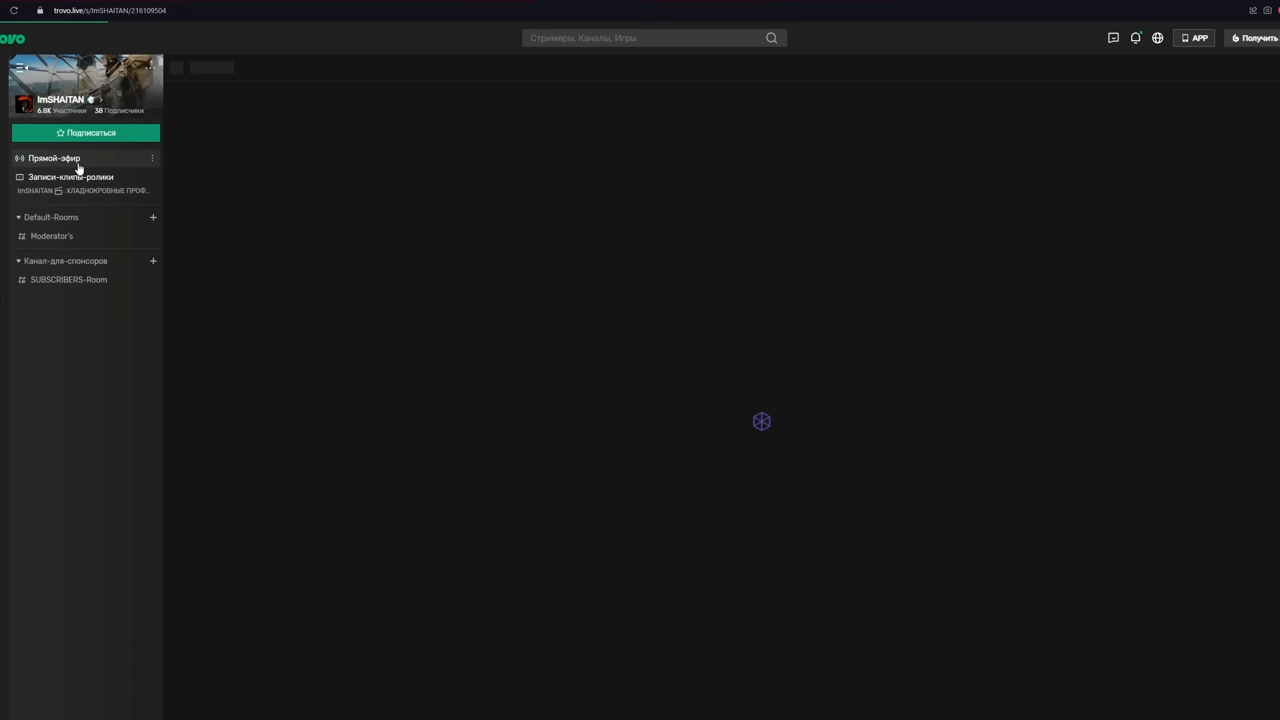 trovo.live/s/ImSHAITAN/216109504
ovo
Стримеры, Каналы, Игры
APP
Получить
ImSHAITAN
6.8K Участники 38 Подписчики
Подписаться
Прямой-эфир
Записи-клипы-ролики
ImSHAITAN : ХЛАДНОКРОВНЫЕ ПРОФ...
Default-Rooms
Moderator's
Канал-для-спонсоров
SUBSCRIBERS-Room